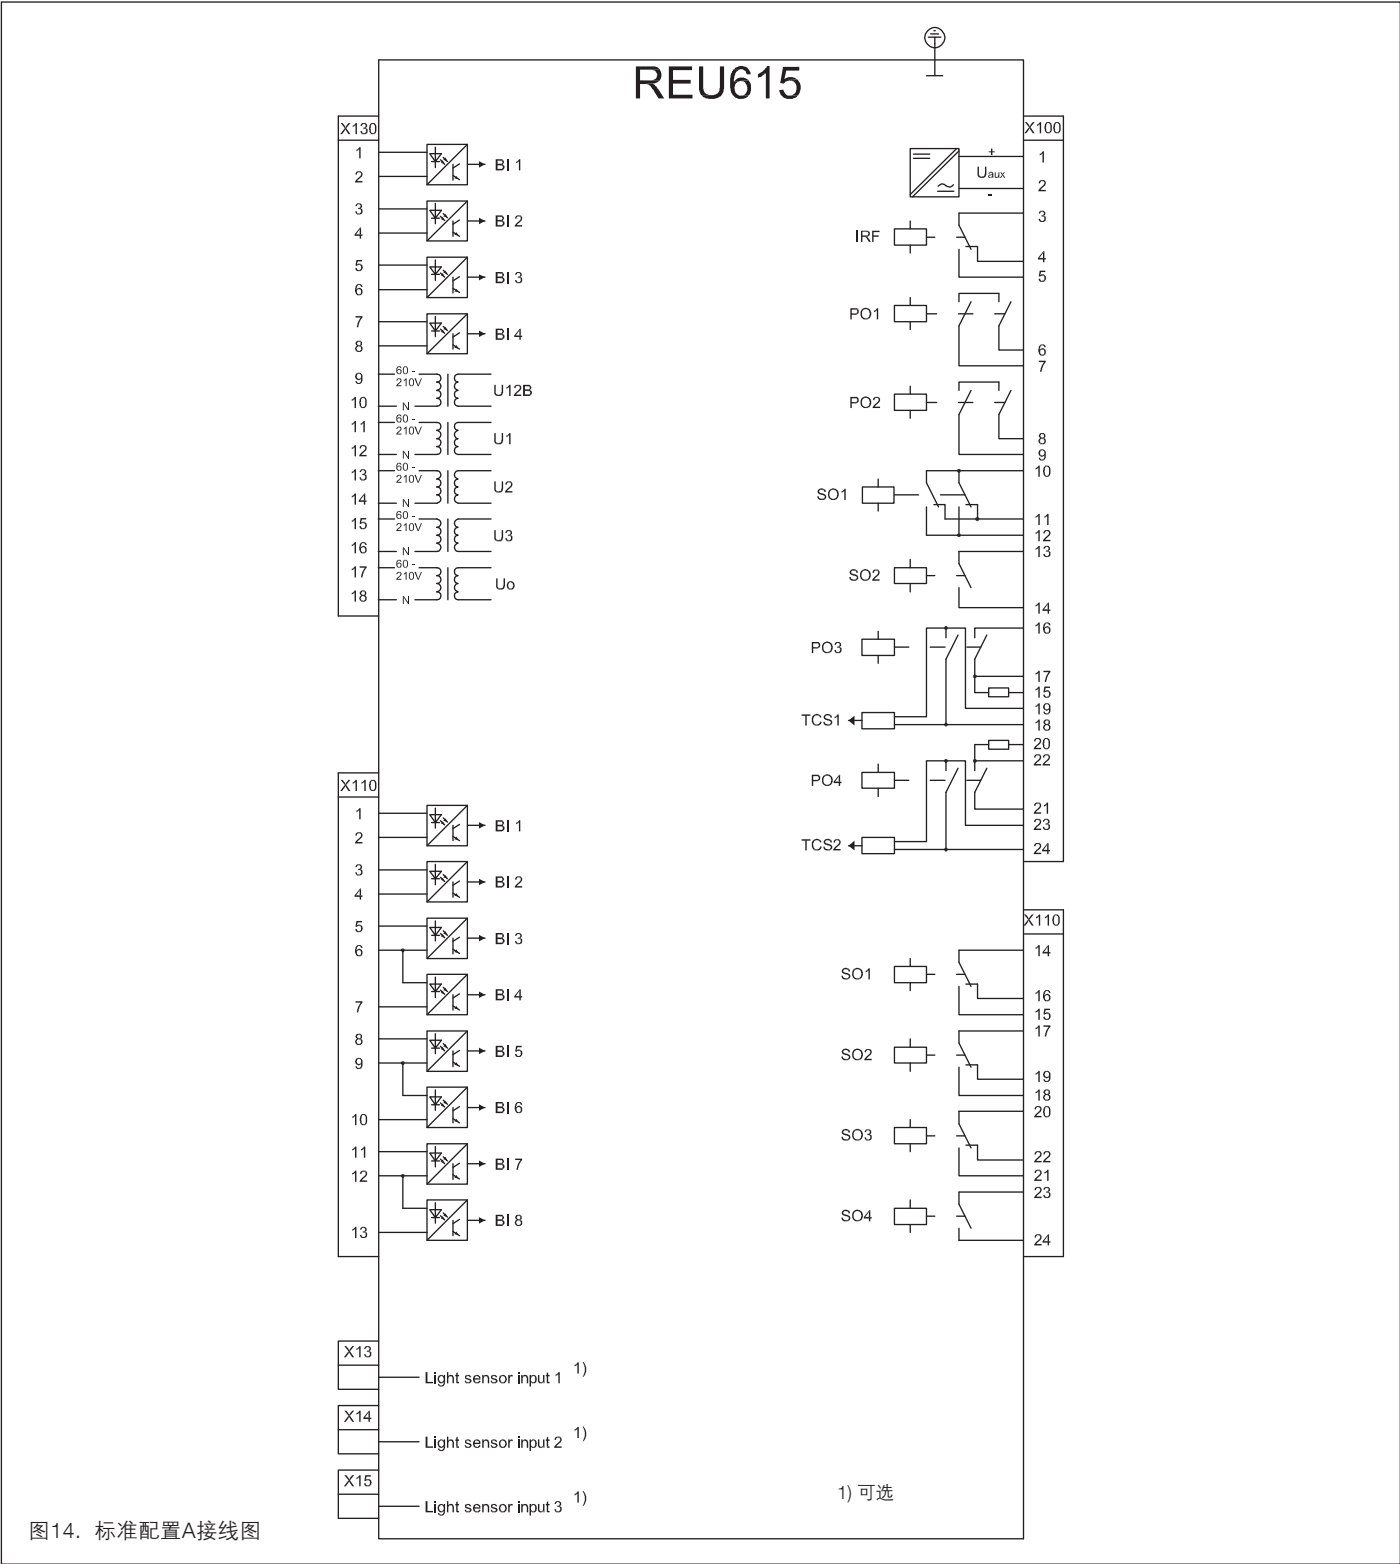 REU615
X130
1
2
BI 1
3
4
BI 2
5
6
BI 3
7
8
BI 4
9
60 -
210V
10
N
U12B
11
60 -
210V
12
N
U1
13
60 -
210V
14
N
U2
15
60 -
210V
16
N
U3
17
60 -
210V
18
N
Uo
X110
1
2
BI 1
3
4
BI 2
5
6
BI 3
7
BI 4
8
9
BI 5
10
BI 6
11
12
BI 7
13
BI 8
X13
Light sensor input 1 1)
X14
Light sensor input 2 1)
X15
Light sensor input 3 1)
X100
+
Uaux
-
1
2
IRF
3
4
5
PO1
6
7
PO2
8
9
SO1
10
11
12
SO2
13
14
PO3
16
17
15
19
18
TCS1
20
22
PO4
21
23
TCS2
24
X110
SO1
14
16
15
SO2
17
19
18
SO3
20
22
21
SO4
23
24
1) 可选
图14. 标准配置A接线图